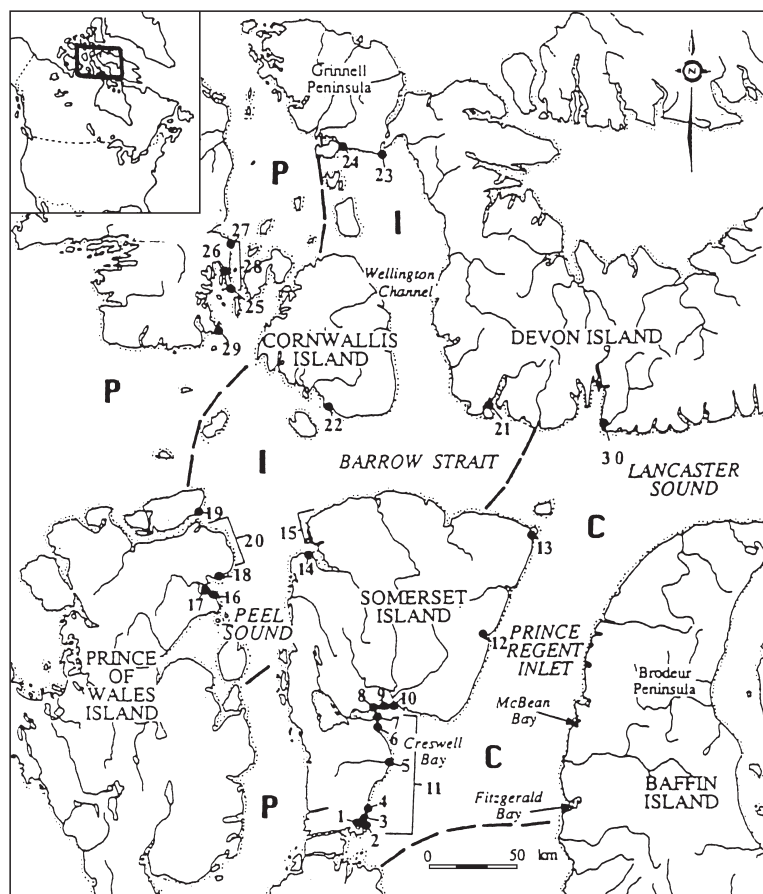 Grinnell
Peninsula
N
24
23
P
I
27
26
28
25
Wellington
Channel
29
CORNWALLIS
ISLAND
DEVON ISLAND
P
22
21
30
I
BARROW STRAIT
LANCASTER
SOUND
19
20
15
C
13
14
18
17
16
SOMERSET
ISLAND
PEEL
SOUND
12
PRINCE
REGENT
INLET
PRINCE
OF
WALES
ISLAND
Brodeur
Peninsula
8
9
10
McBean
Bay
7
6
Creswell
Bay
5
C
11
BAFFIN
ISLAND
P
4
Fitzgerald
Bay
1
3
2
0 50 km